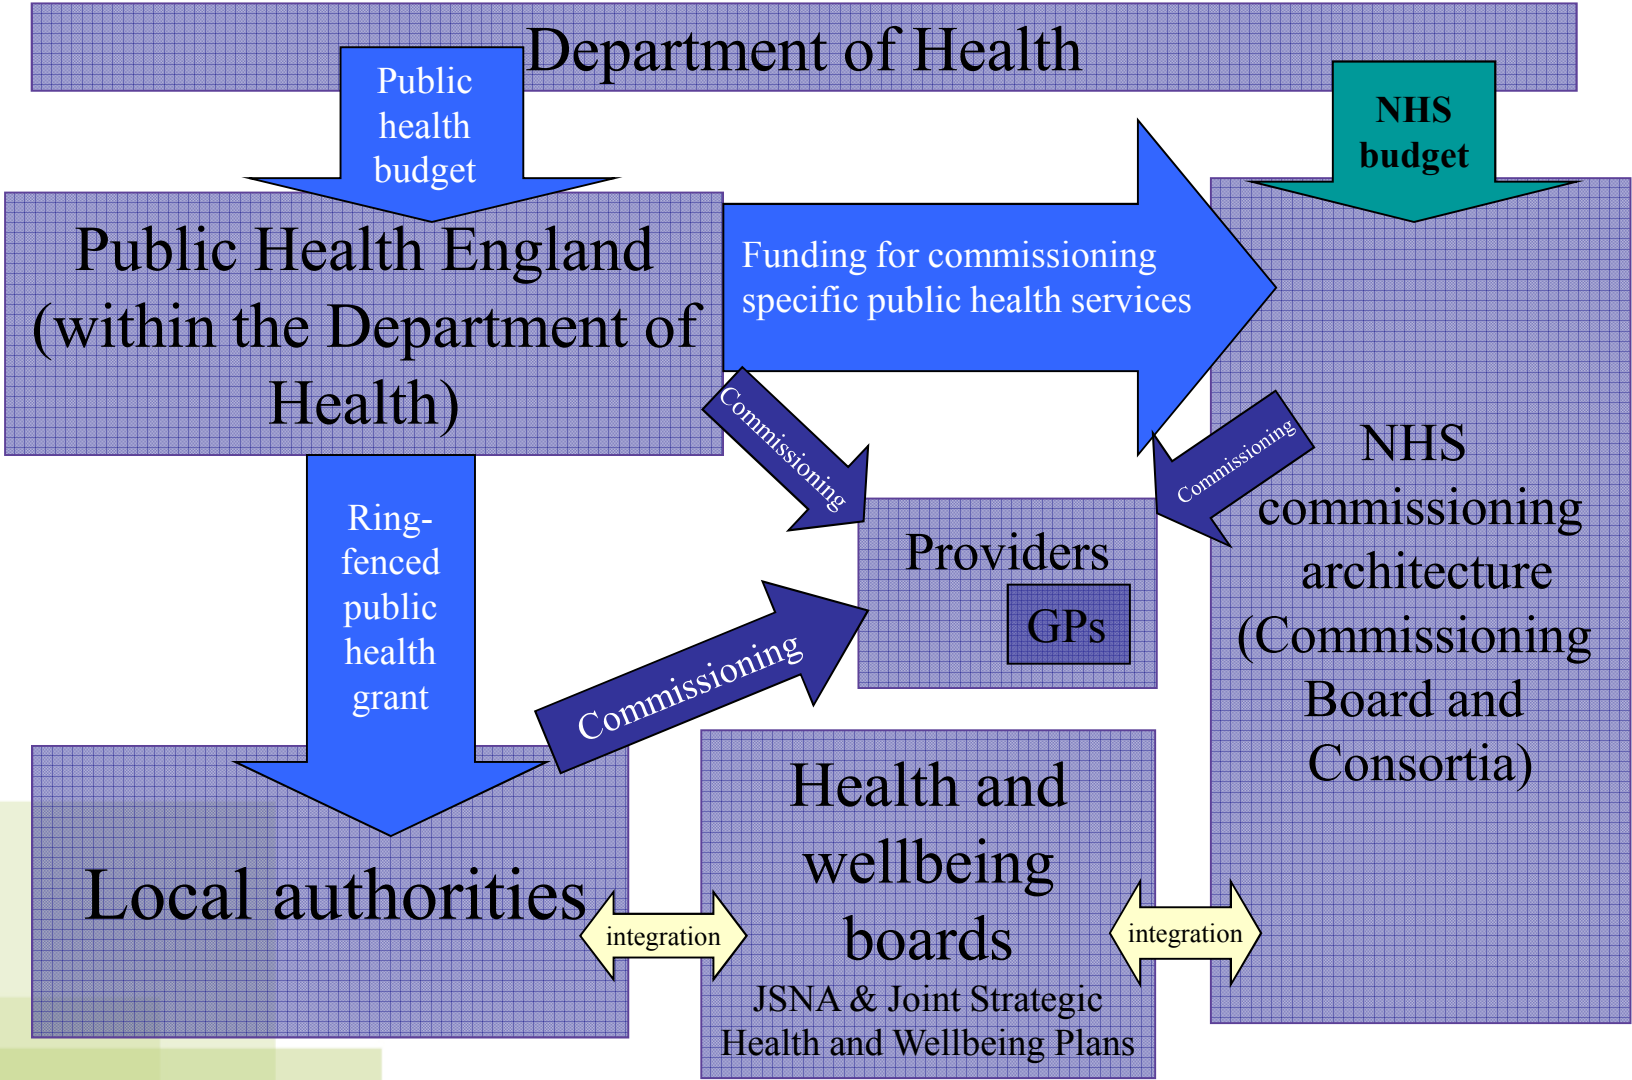 Department of Health
Public
health
budget
NHS
budget
Public Health England
(within the Department of
Health)
Funding for commissioning
specific public health services
Commissioning
Commissioning
NHS
commissioning
architecture
(Commissioning
Board and
Consortia)
Ring-
fenced
public
health
grant
Providers
GPs
Commissioning
Local authorities
integration
Health and
wellbeing
boards
JSNA & Joint Strategic
Health and Wellbeing Plans
integration